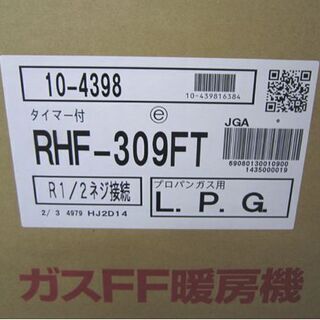 10-4398
10-439816384
タイマー付
ⓔ
JGA
RHF-309FT
69080130010900
1435000019
R1/2ネジ接続
プロパンガス用
L.P.G.
2/ 3 4979 HJ2D14
ガスFF暖房機